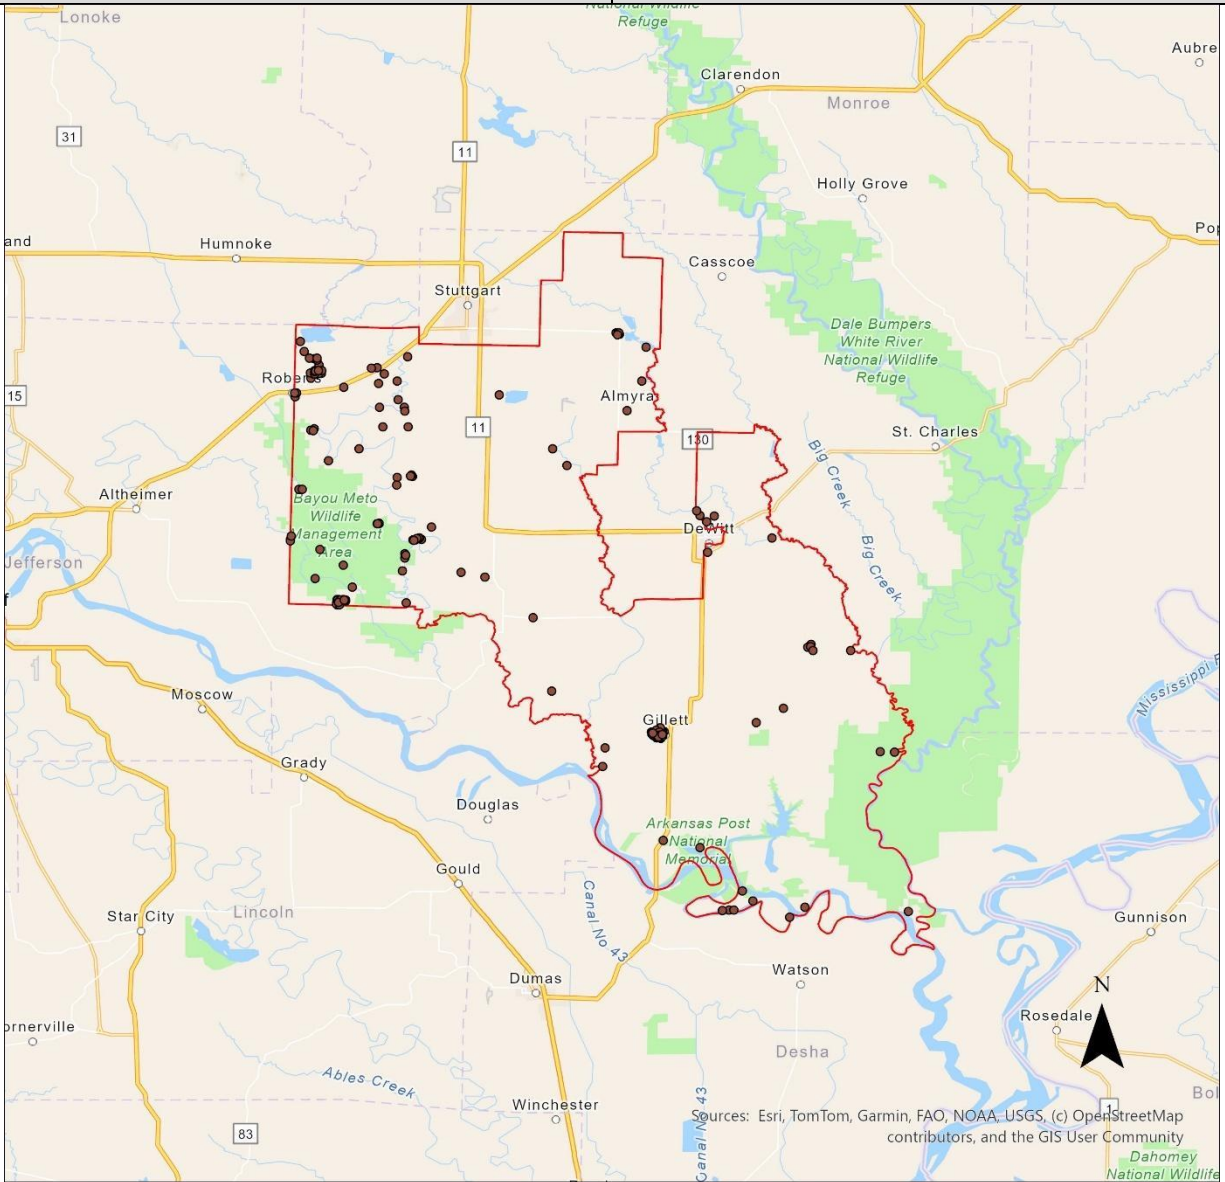 National Wildlife
Refuge
Lonoke
Aubre
Clarendon
Monroe
31
11
Holly Grove
and
Humnoke
Casscoe
Stuttgart
Dale Bumpers
White River
National Wildlife
Refuge
15
Almyra
11
130
St. Charles
Big Creek
Altheimer
Bayou Meto
Wildlife
Management
Area
DeWitt
Big Creek
Jefferson
1
Moscow
Mississippi
Gillett
Grady
Douglas
Arkansas Post
National
Memorial
Gould
Star City
Lincoln
Canal No 43
Gunnison
Watson
Dumas
N
Rosedale
ornerville
Desha
Ables Creek
Winchester
Canal No 43
83
1
Bol
Sources: Esri, TomTom, Garmin, FAO, NOAA, USGS, (c) OpenStreetMap
contributors, and the GIS User Community
Dahomey
National Wildlife